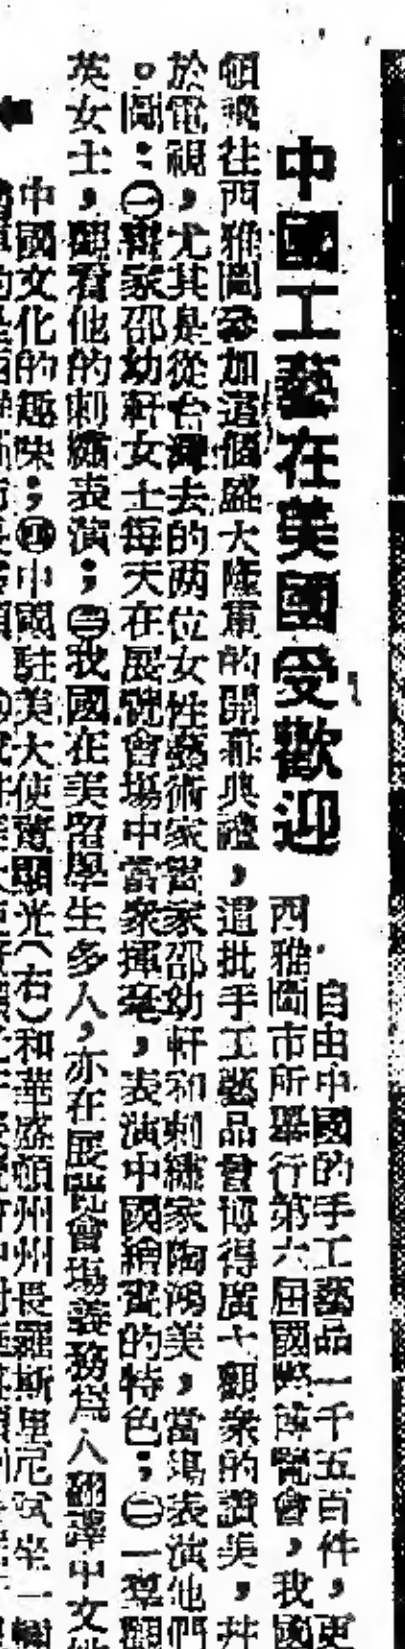 中國工藝在美國受歡迎
自由中國的手工藝品一千五百件，更
西雅圖市所舉行第六屆國際博覽會，我國
往西雅圖參加這個盛大隆重的開幕典禮，這批手工藝品曾博得廣大觀衆的讚美，并
於電視，尤其是從台灣去的两位女性藝術家畫家邵幼軒和刺繡家陶鴻美，當場表演他們
。圖：㊀畫家邵幼軒女士每天在展覽會場中當衆揮毫，表演中國繪畫的特色；㊁一羣觀
英女士，觀看他的刺繡表演；㊂我國在美留學生多人，亦在展覽會場義務爲人翻譯中文
中國文化的趣味；㊃中國駐美大使蔣顯光（右）和華盛頓州州長羅斯里尼坐一輛